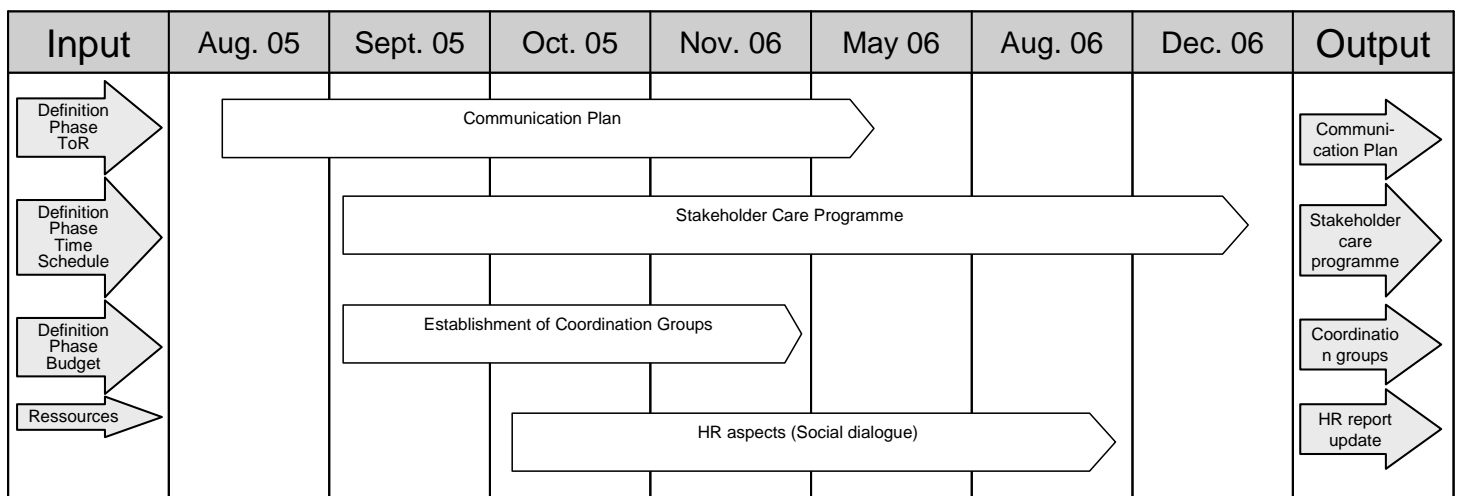 Input
Aug. 05
Sept. 05
Oct. 05
Nov. 06
May 06
Aug. 06
Dec. 06
Output
Definition
Phase
ToR
Communication Plan
Communi-
cation Plan
Definition
Phase
Time
Schedule
Stakeholder Care Programme
Stakeholder
care
programme
Definition
Phase
Budget
Establishment of Coordination Groups
Coordinatio
n groups
Ressources
HR aspects (Social dialogue)
HR report
update